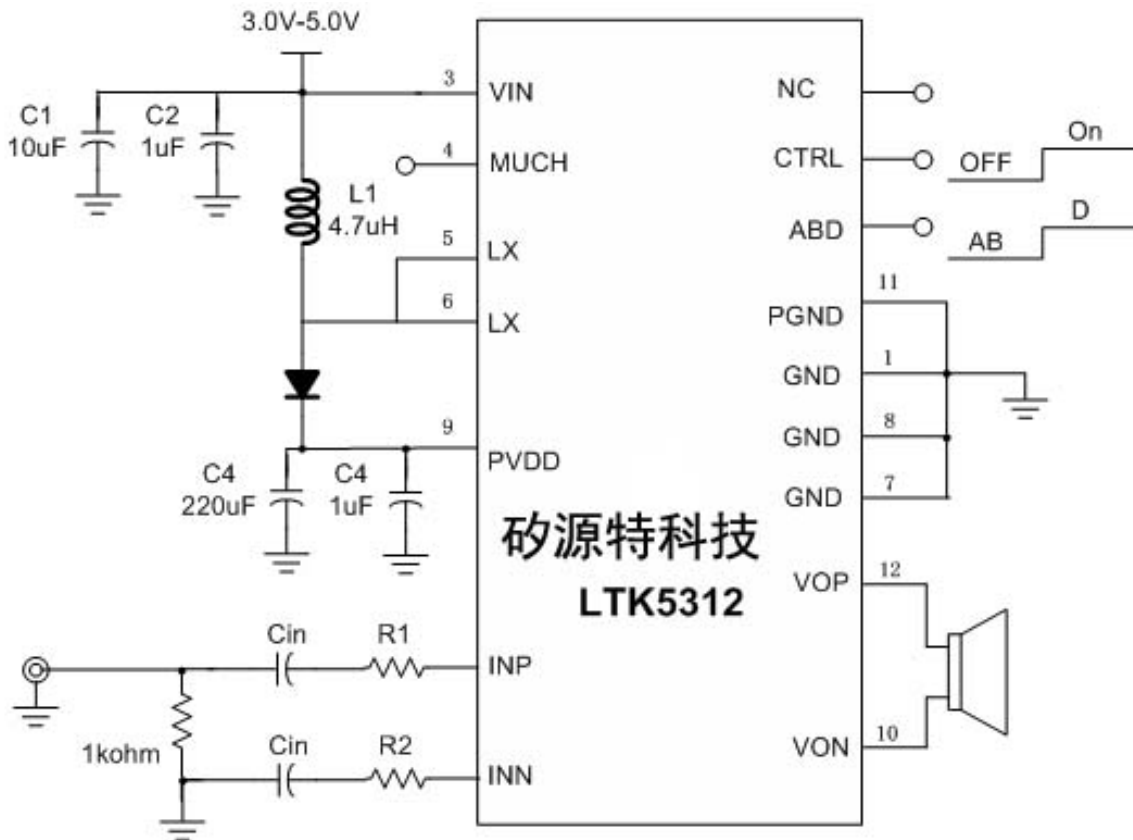 3.0V-5.0V
3
VIN
NC
C1
10uF
C2
1uF
4
MUCH
CTRL
OFF
On
L1
4.7uH
5
LX
ABD
AB
D
6
LX
11
PGND
1
GND
9
PVDD
8
GND
C4
220uF
C4
1uF
7
GND
矽源特科技
LTK5312
12
VOP
Cin
R1
INP
1kohm
Cin
R2
INN
10
VON